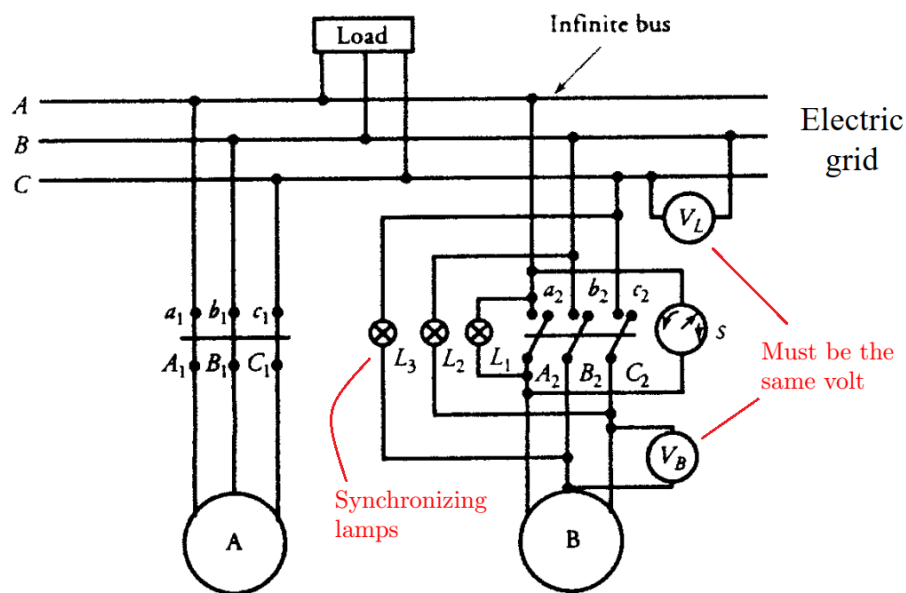 Load
Infinite bus
A
B
C
Electric
grid
V_L
a_1 b_1 c_1
a_2 b_2 c_2
S
L_3 L_2 L_1
A_1 B_1 C_1
A_2 B_2 C_2
Must be the
same volt
V_B
Synchronizing
lamps
A
B